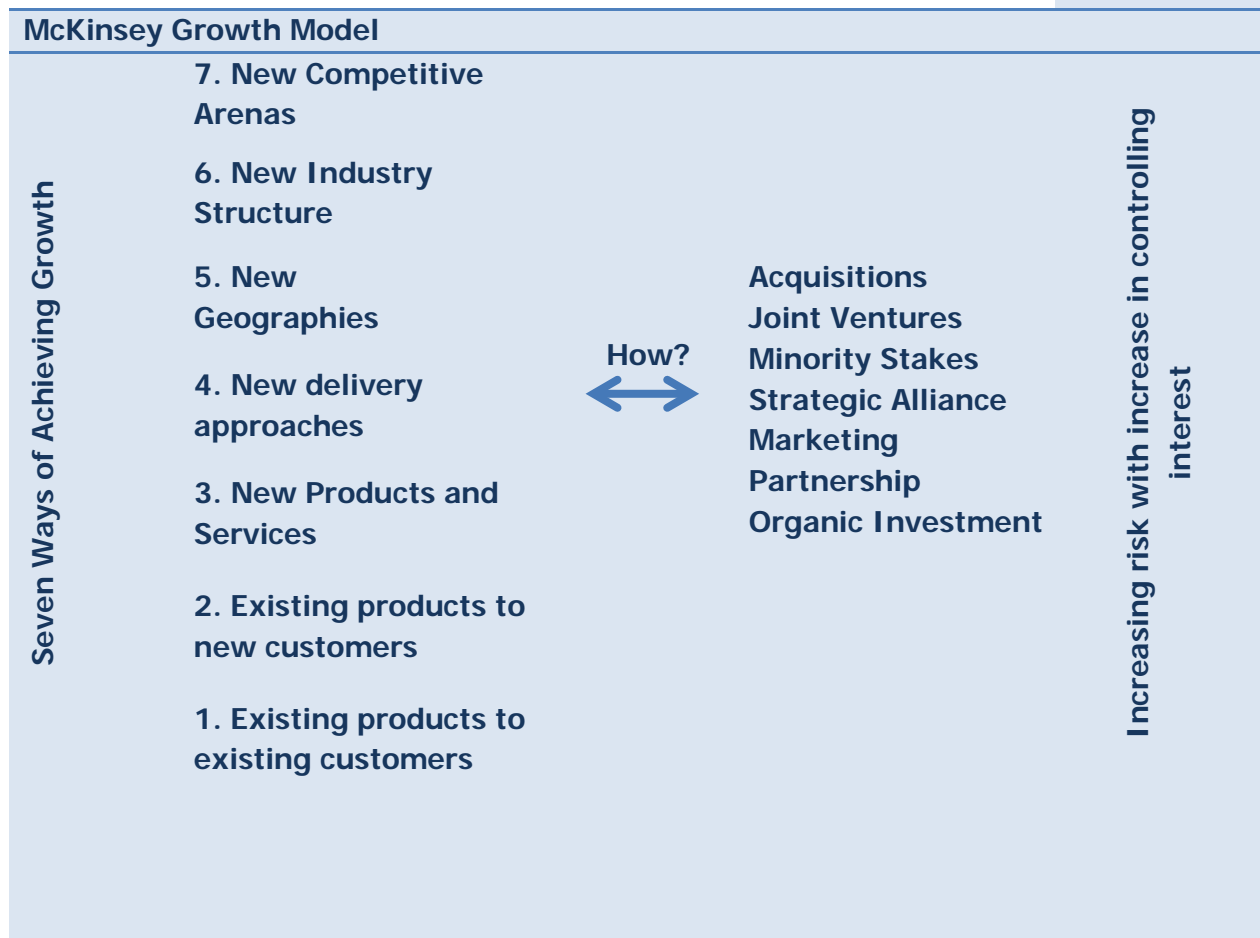 McKinsey Growth Model
Seven Ways of Achieving Growth
7. New Competitive
Arenas
6. New Industry
Structure
5. New
Geographies
4. New delivery
approaches
3. New Products and
Services
2. Existing products to
new customers
1. Existing products to
existing customers
How?
Acquisitions
Joint Ventures
Minority Stakes
Strategic Alliance
Marketing
Partnership
Organic Investment
Increasing risk with increase in controlling
interest